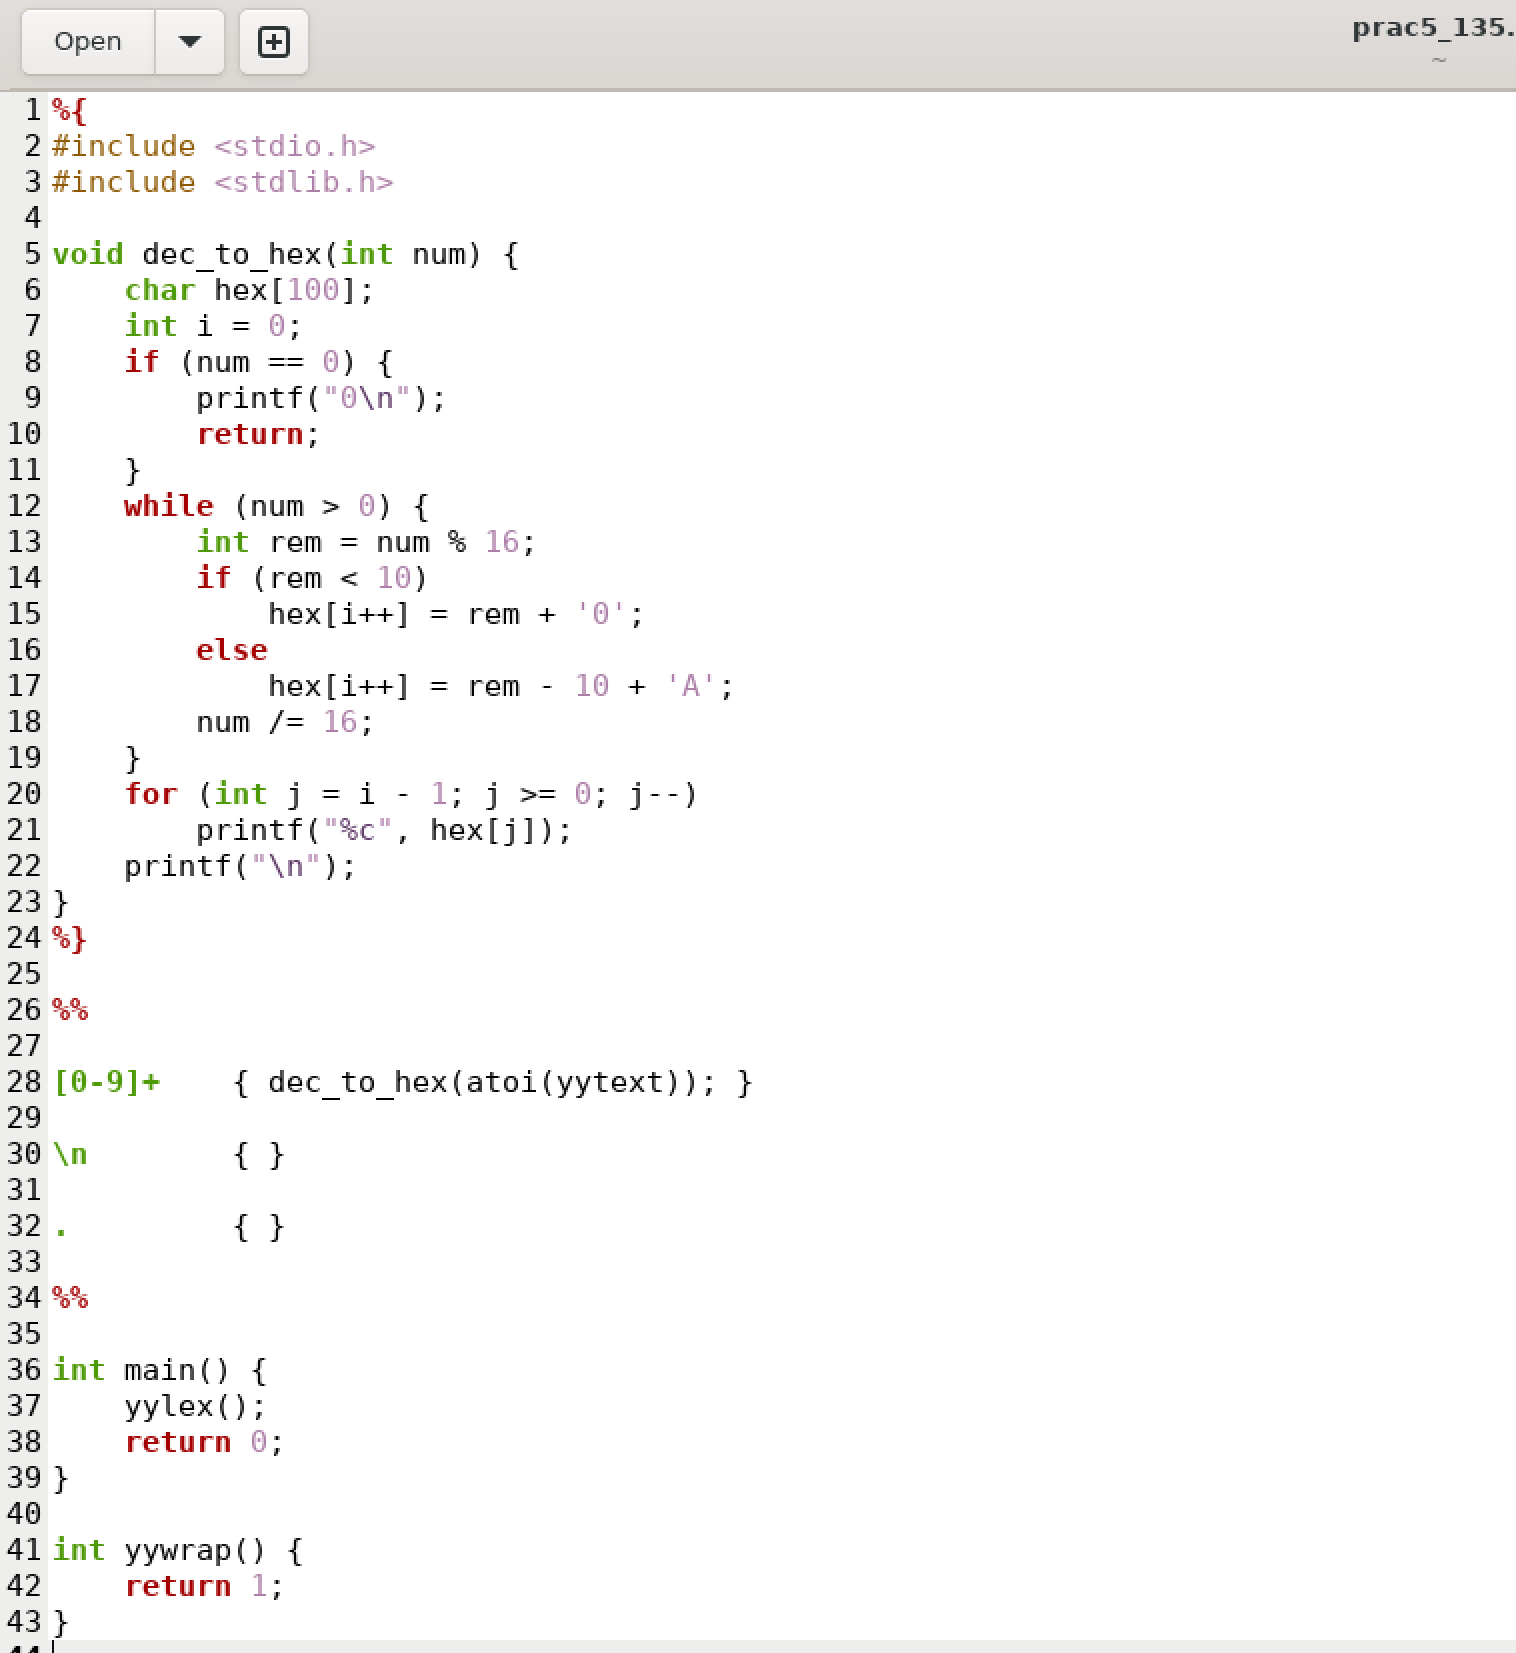 Open
prac5_135.
~
1 %{
2 #include <stdio.h>
3 #include <stdlib.h>
4
5 void dec_to_hex(int num) {
6     char hex[100];
7     int i = 0;
8     if (num == 0) {
9         printf("0\n");
10         return;
11     }
12     while (num > 0) {
13         int rem = num % 16;
14         if (rem < 10)
15             hex[i++] = rem + '0';
16         else
17             hex[i++] = rem - 10 + 'A';
18         num /= 16;
19     }
20     for (int j = i - 1; j >= 0; j--)
21         printf("%c", hex[j]);
22     printf("\n");
23 }
24 %}
25
26 %%
27
28 [0-9]+    { dec_to_hex(atoi(yytext)); }
29
30 \n        { }
31
32 .         { }
33
34 %%
35
36 int main() {
37     yylex();
38     return 0;
39 }
40
41 int yywrap() {
42     return 1;
43 }